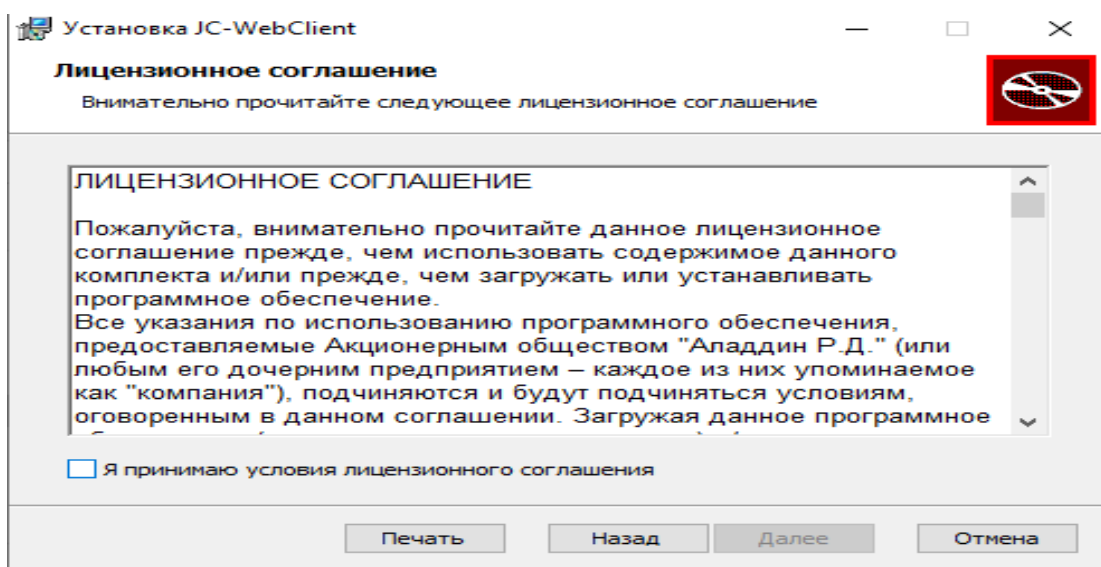 Установка JC-WebClient
Лицензионное соглашение
Внимательно прочитайте следующее лицензионное соглашение
ЛИЦЕНЗИОННОЕ СОГЛАШЕНИЕ
Пожалуйста, внимательно прочитайте данное лицензионное
соглашение прежде, чем использовать содержимое данного
комплекта и/или прежде, чем загружать или устанавливать
программное обеспечение.
Все указания по использованию программного обеспечения,
предоставляемые Акционерным обществом "Аладдин Р.Д." (или
любым его дочерним предприятием – каждое из них упоминаемое
как "компания"), подчиняются и будут подчиняться условиям,
оговоренным в данном соглашении. Загружая данное программное
Я принимаю условия лицензионного соглашения
Печать Назад Далее Отмена